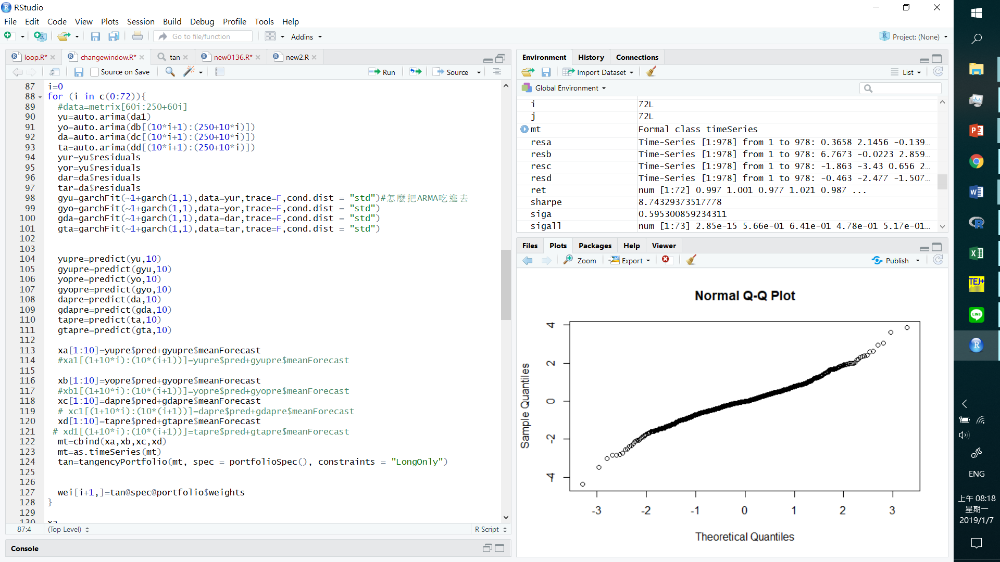 RStudio
File Edit Code View Plots Session Build Debug Profile Tools Help
Go to file/function Addins Project: (None)
loop.R* changewindow.R* tan new0136.R* new2.R
Source on Save Run Source
87 i=0
88 for (i in c(0:72)){
89 #data=metrix[60i:250+60i]
90 yu=auto.arima(da1)
91 yo=auto.arima(db[(10*i+1):(250+10*i)])
92 da=auto.arima(dc[(10*i+1):(250+10*i)])
93 ta=auto.arima(dd[(10*i+1):(250+10*i)])
94 yur=yu$residuals
95 yor=yu$residuals
96 dar=da$residuals
97 tar=da$residuals
98 gyu=garchFit(~1+garch(1,1),data=yur,trace=F,cond.dist = "std")#怎麼把ARMA吃進去
99 gyo=garchFit(~1+garch(1,1),data=yor,trace=F,cond.dist = "std")
100 gda=garchFit(~1+garch(1,1),data=dar,trace=F,cond.dist = "std")
101 gta=garchFit(~1+garch(1,1),data=tar,trace=F,cond.dist = "std")
102
103
104 yupre=predict(yu,10)
105 gyupre=predict(gyu,10)
106 yopre=predict(yo,10)
107 gyopre=predict(gyo,10)
108 dapre=predict(da,10)
109 gdapre=predict(gda,10)
110 tapre=predict(ta,10)
111 gtapre=predict(gta,10)
112
113 xa[1:10]=yupre$pred+gyupre$meanForecast
114 #xa1[(1+10*i):(10*(i+1))]=yupre$pred+gyupre$meanForecast
115
116 xb[1:10]=yopre$pred+gyopre$meanForecast
117 #xb1[(1+10*i):(10*(i+1))]=yopre$pred+gyopre$meanForecast
118 xc[1:10]=dapre$pred+gdapre$meanForecast
119 # xc1[(1+10*i):(10*(i+1))]=dapre$pred+gdapre$meanForecast
120 xd[1:10]=tapre$pred+gtapre$meanForecast
121 # xd1[(1+10*i):(10*(i+1))]=tapre$pred+gtapre$meanForecast
122 mt=cbind(xa,xb,xc,xd)
123 mt=as.timeSeries(mt)
124 tan=tangencyPortfolio(mt, spec = portfolioSpec(), constraints = "LongOnly")
125
126
127 wei[i+1,]=tan@spec@portfolio$weights
128 }
129
130 xa
87:4 (Top Level) R Script
Console
Environment History Connections
Import Dataset List
Global Environment
i 72L
j 72L
mt Formal class timeSeries
resa Time-Series [1:978] from 1 to 978: 0.3658 2.1456 -0.139…
resb Time-Series [1:978] from 1 to 978: 6.7673 -0.0223 2.859…
resc Time-Series [1:978] from 1 to 978: -1.863 -3.43 0.656 2…
resd Time-Series [1:978] from 1 to 978: -0.463 -2.477 -1.507…
ret num [1:72] 0.997 1.001 0.977 1.021 0.987 ...
sharpe 8.74329373517778
siga 0.595300859234311
sigall num [1:73] 2.85e-15 5.66e-01 6.41e-01 4.78e-01 5.17e-01…
Files Plots Packages Help Viewer
Zoom Export Publish
Normal Q-Q Plot
Sample Quantiles
4
2
0
-2
-4
-3 -2 -1 0 1 2 3
Theoretical Quantiles
TEJ+
LINE
ENG
上午 08:18
星期一
2019/1/7